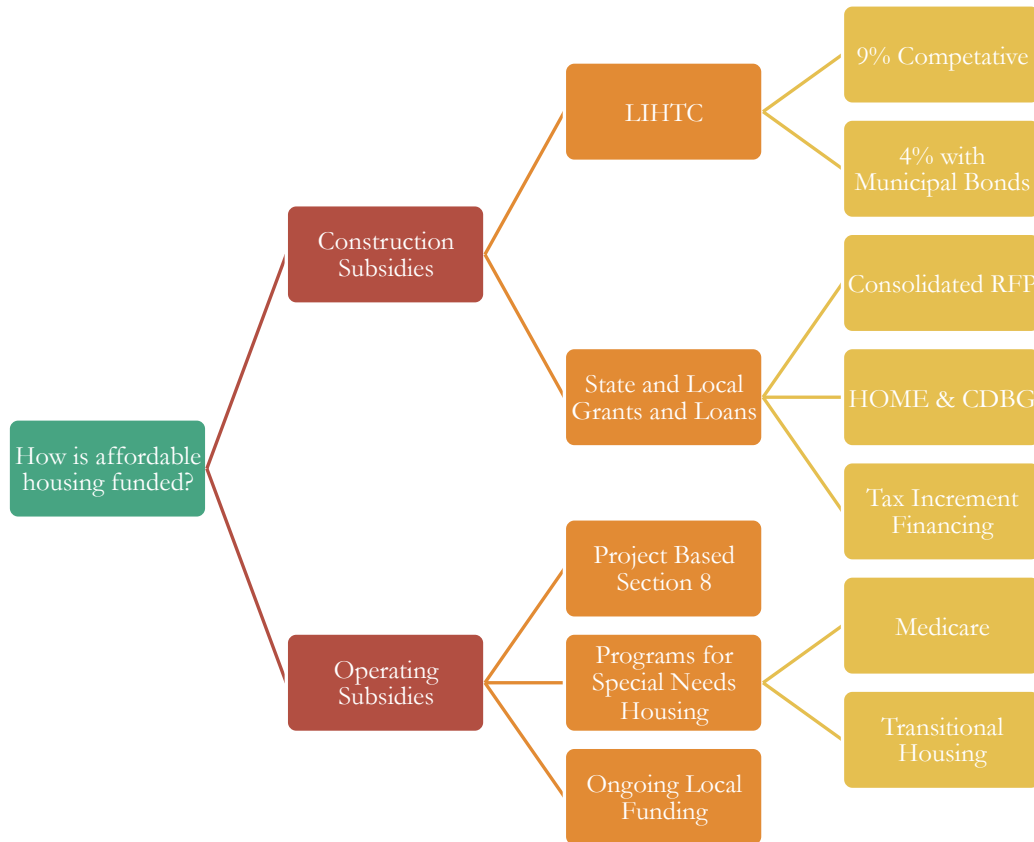 How is affordable
housing funded?
Construction
Subsidies
LIHTC
9% Competative
4% with
Municipal Bonds
State and Local
Grants and Loans
Consolidated RFP
HOME & CDBG
Tax Increment
Financing
Operating
Subsidies
Project Based
Section 8
Programs for
Special Needs
Housing
Medicare
Transitional
Housing
Ongoing Local
Funding